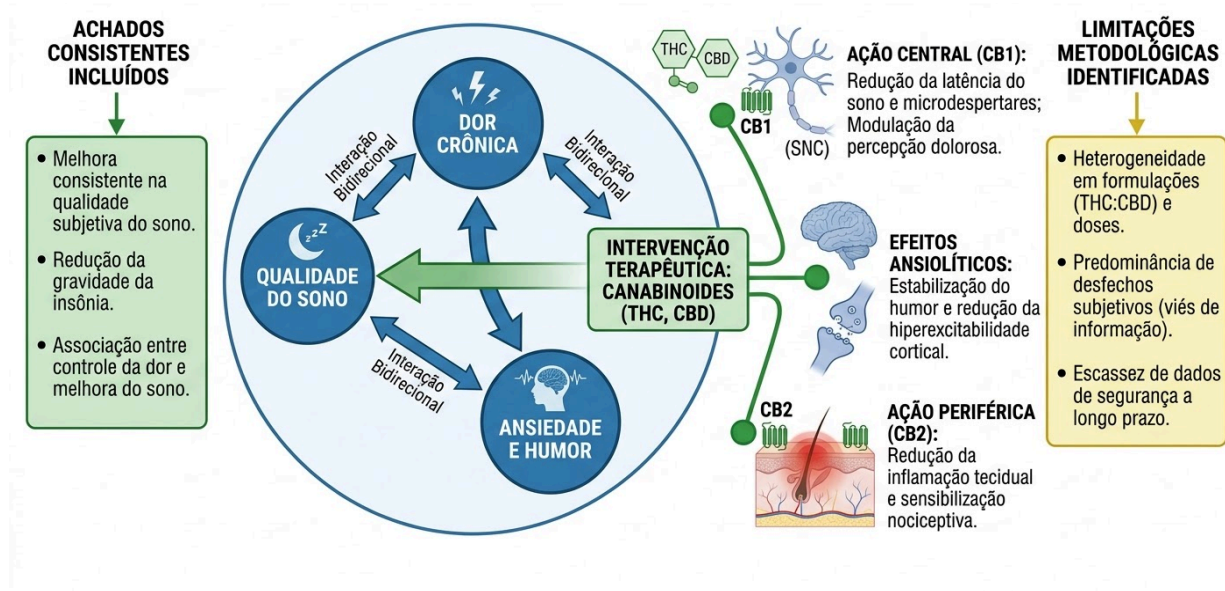 ACHADOS
CONSISTENTES
INCLUÍDOS
• Melhora
consistente na
qualidade
subjetiva do sono.
• Redução da
gravidade da
insônia.
• Associação entre
controle da dor e
melhora do sono.
DOR
CRÔNICA
Interação
Bidirecional
Interação
Bidirecional
zzZ
QUALIDADE
DO SONO
Interação
Bidirecional
ANSIEDADE
E HUMOR
INTERVENÇÃO
TERAPÊUTICA:
CANABINOIDES
(THC, CBD)
THC
CBD
CB1
(SNC)
AÇÃO CENTRAL (CB1):
Redução da latência do
sono e microdespertares;
Modulação da
percepção dolorosa.
EFEITOS
ANSIOLÍTICOS:
Estabilização do
humor e redução da
hiperexcitabilidade
cortical.
CB2
AÇÃO PERIFÉRICA
(CB2):
Redução da
inflamação tecidual
e sensibilização
nociceptiva.
LIMITAÇÕES
METODOLÓGICAS
IDENTIFICADAS
• Heterogeneidade
em formulações
(THC:CBD) e
doses.
• Predominância de
desfechos
subjetivos (viés de
informação).
• Escassez de dados
de segurança a
longo prazo.